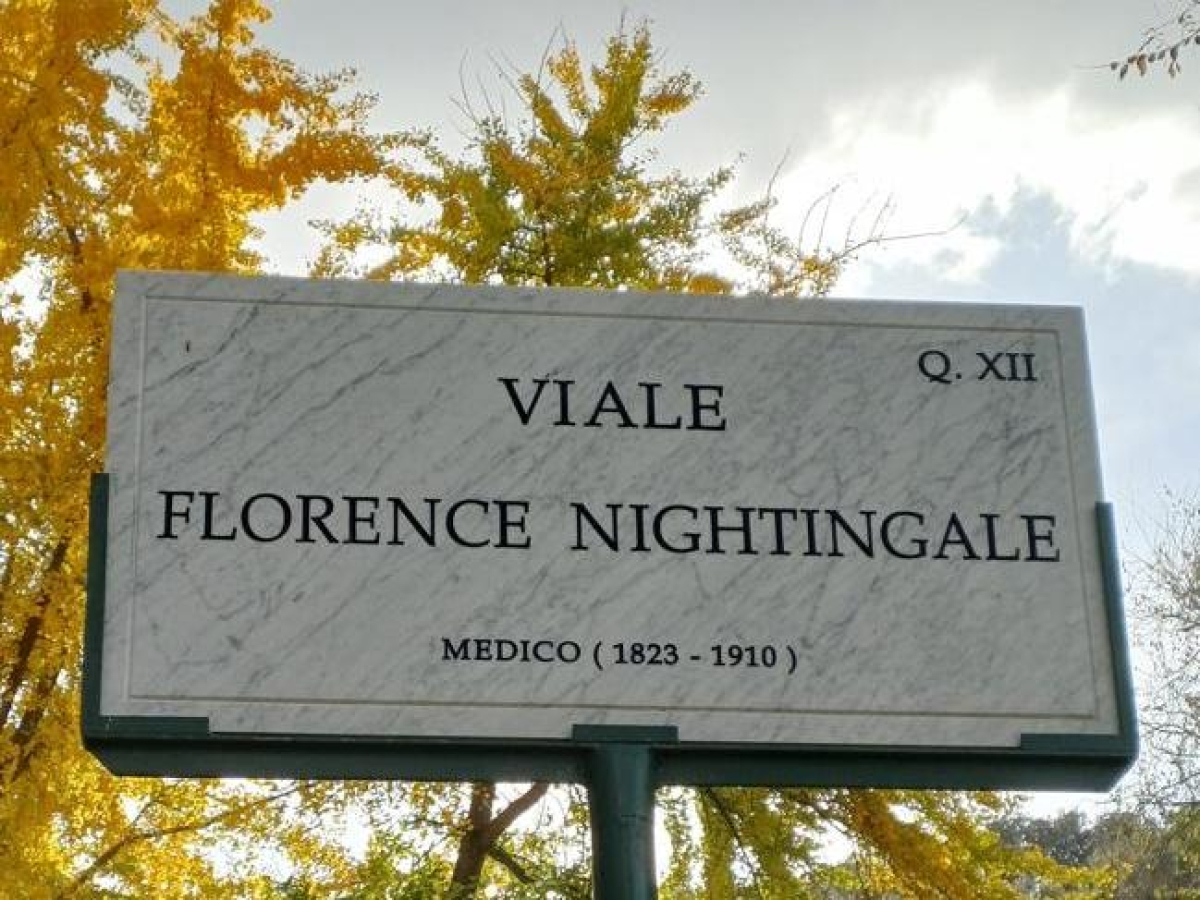 Q. XII
VIALE
FLORENCE NIGHTINGALE
MEDICO ( 1823 - 1910 )